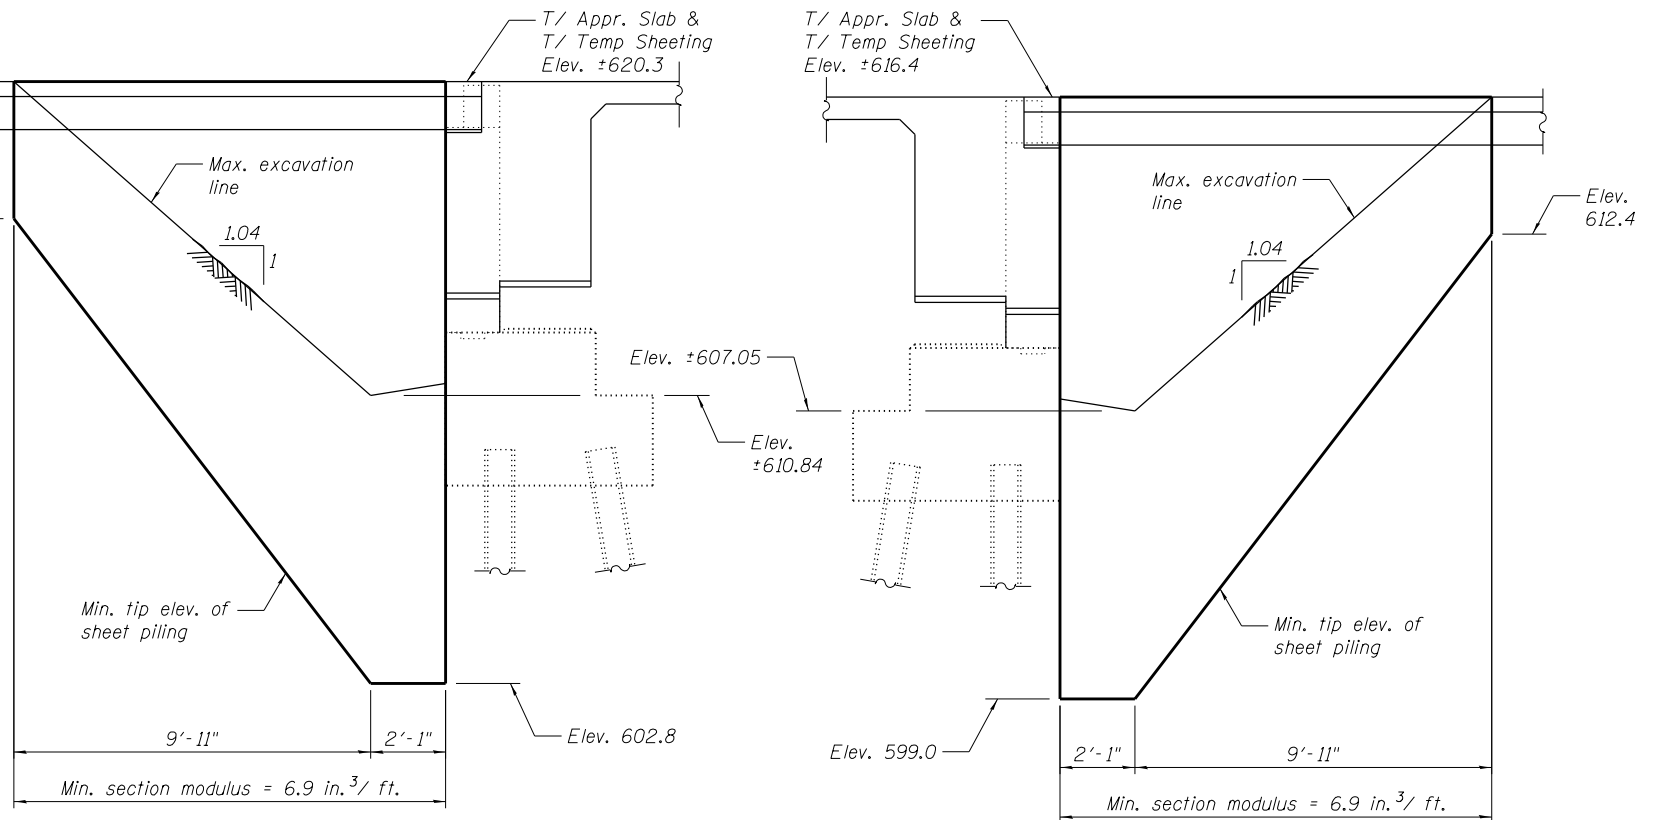 T/ Appr. Slab &
T/ Temp Sheeting
Elev. ±620.3
Max. excavation
line
1.04
1
Elev.
±610.84
Min. tip elev. of
sheet piling
Elev. 602.8
9'-11"
2'-1"
Min. section modulus = 6.9 in.³/ ft.
T/ Appr. Slab &
T/ Temp Sheeting
Elev. ±616.4
Max. excavation
line
Elev.
612.4
1.04
1
Elev. ±607.05
Min. tip elev. of
sheet piling
Elev. 599.0
2'-1"
9'-11"
Min. section modulus = 6.9 in.³/ ft.